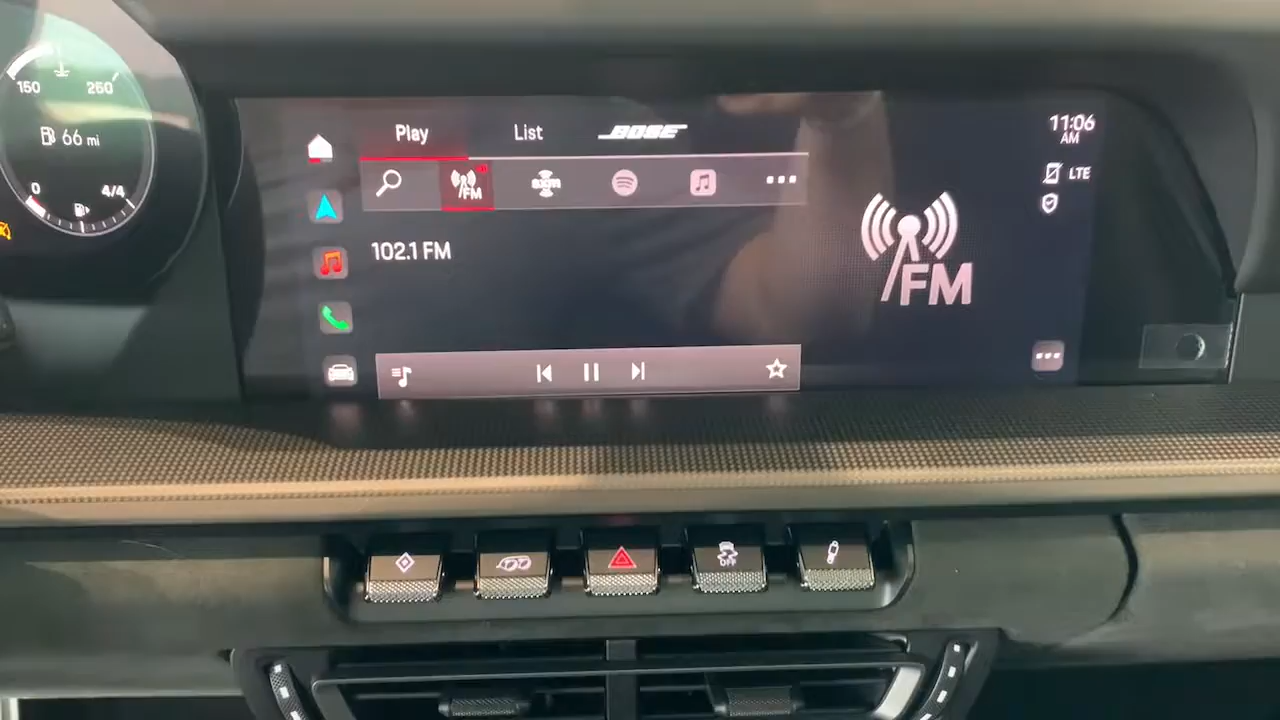 150 250
66 mi
0 4/4
Play List BOSE
FM SXM
102.1 FM
FM
11:06
AM
LTE
OFF